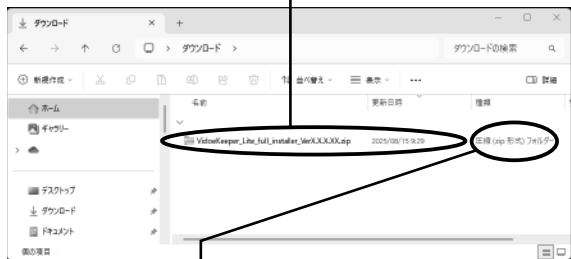 ダウンロード
ダウンロード
ダウンロードの検索
新規作成
並べ替え
表示
詳細
ホーム
ギャラリー
デスクトップ
ダウンロード
ドキュメント
名前
更新日時
種類
VidoeKeeper_Lite_full_installer_VerX.X.X.XX.zip
2025/08/15 9:29
圧縮 (zip 形式) フォルダー
個の項目